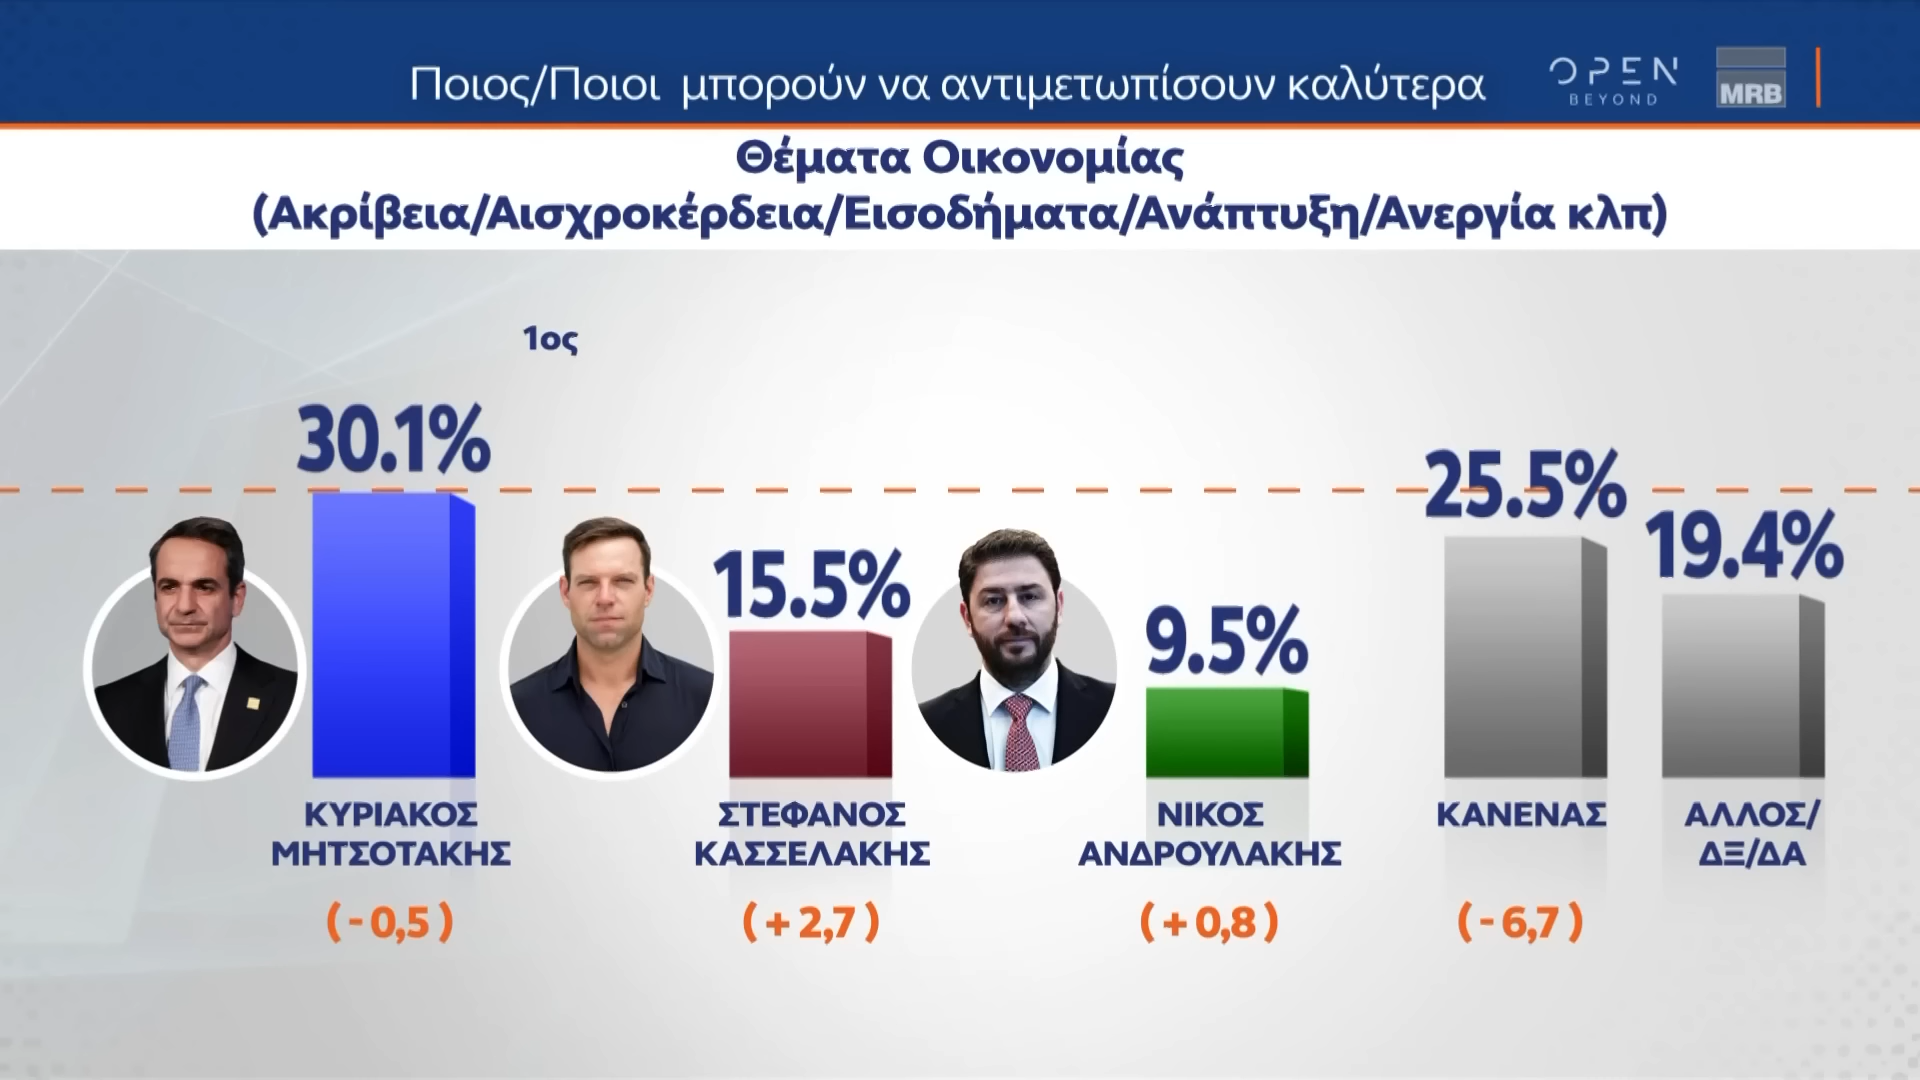 Ποιος/Ποιοι μπορούν να αντιμετωπίσουν καλύτερα
OPEN
BEYOND
MRB
Θέματα Οικονομίας
(Ακρίβεια/Αισχροκέρδεια/Εισοδήματα/Ανάπτυξη/Ανεργία κλπ)
1ος
30.1%
15.5%
9.5%
25.5%
19.4%
ΚΥΡΙΑΚΟΣ
ΜΗΤΣΟΤΑΚΗΣ
(-0,5)
ΣΤΕΦΑΝΟΣ
ΚΑΣΣΕΛΑΚΗΣ
(+2,7)
ΝΙΚΟΣ
ΑΝΔΡΟΥΛΑΚΗΣ
(+0,8)
ΚΑΝΕΝΑΣ
(-6,7)
ΑΛΛΟΣ/
ΔΞ/ΔΑ